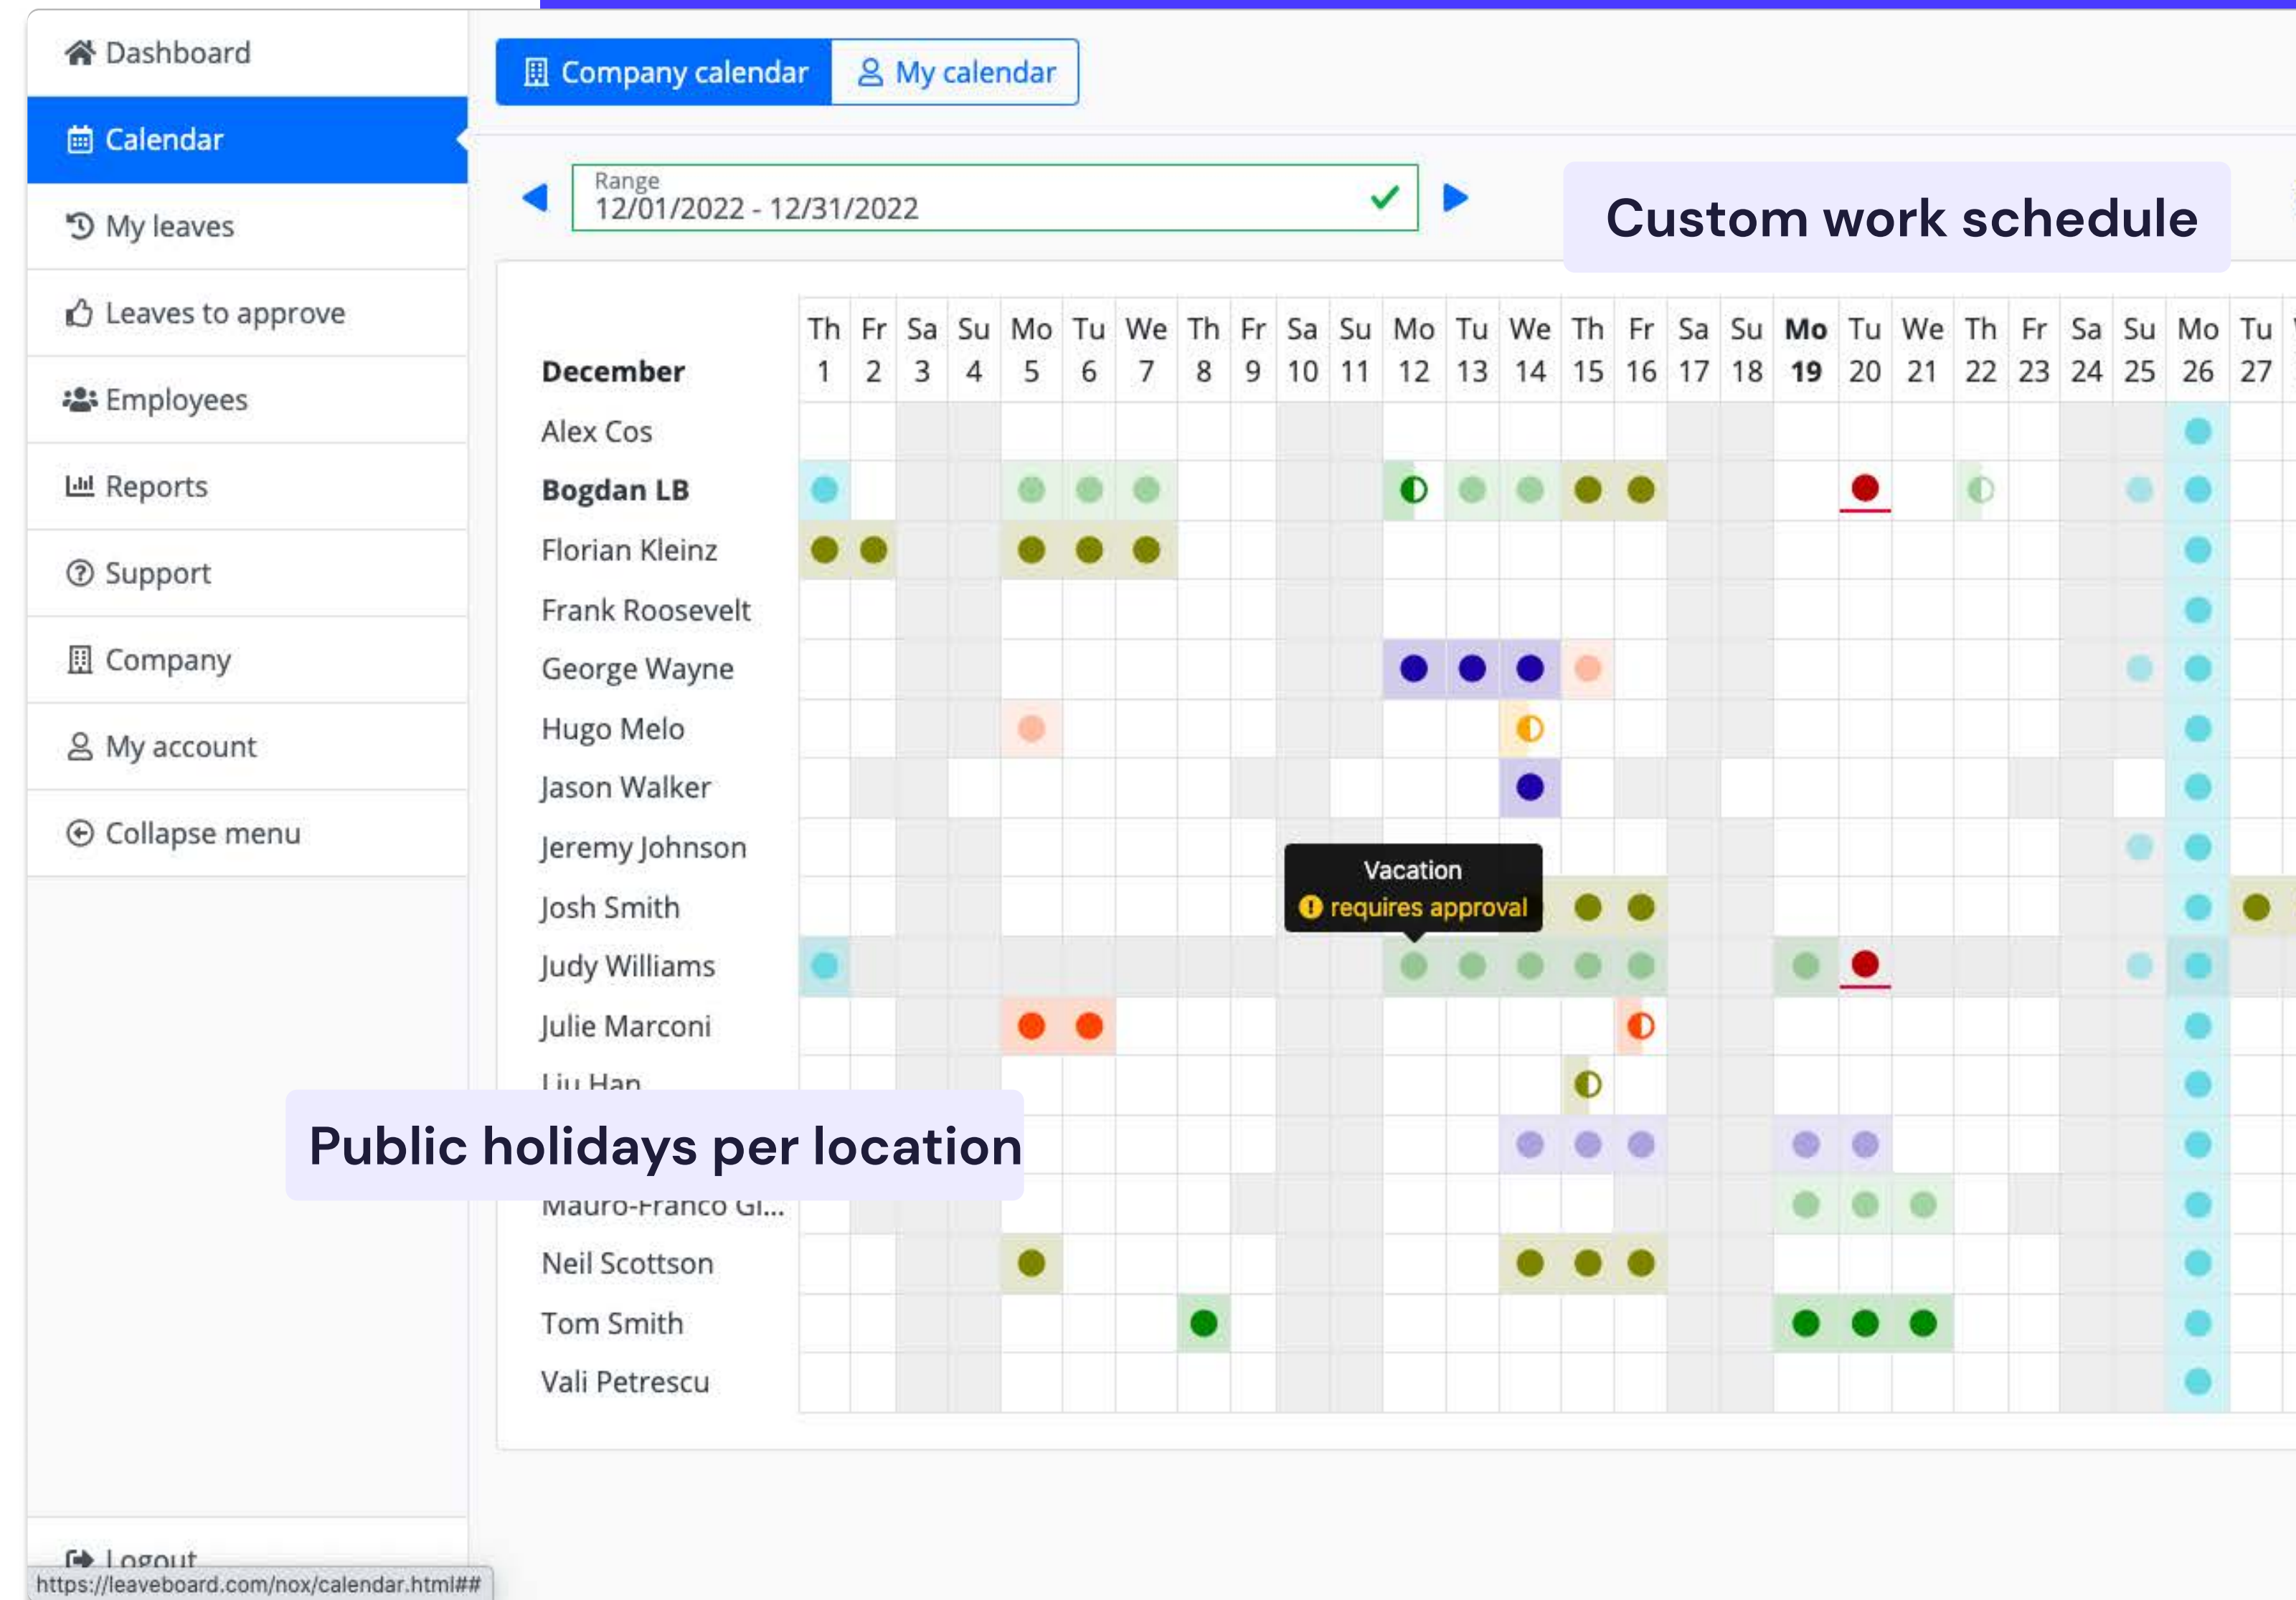 Dashboard
Calendar
My leaves
Leaves to approve
Employees
Reports
Support
Company
My account
Collapse menu
Logout
https://leaveboard.com/nox/calendar.html##
Company calendar
My calendar
Range
12/01/2022 - 12/31/2022
Custom work schedule
Th Fr Sa Su Mo Tu We Th Fr Sa Su Mo Tu We Th Fr Sa Su Mo Tu We Th Fr Sa Su Mo Tu
December 1 2 3 4 5 6 7 8 9 10 11 12 13 14 15 16 17 18 19 20 21 22 23 24 25 26 27
Alex Cos
Bogdan LB
Florian Kleinz
Frank Roosevelt
George Wayne
Hugo Melo
Jason Walker
Jeremy Johnson
Vacation
requires approval
Josh Smith
Judy Williams
Julie Marconi
Liu Han
Public holidays per location
Mauro-Franco Gi...
Neil Scottson
Tom Smith
Vali Petrescu